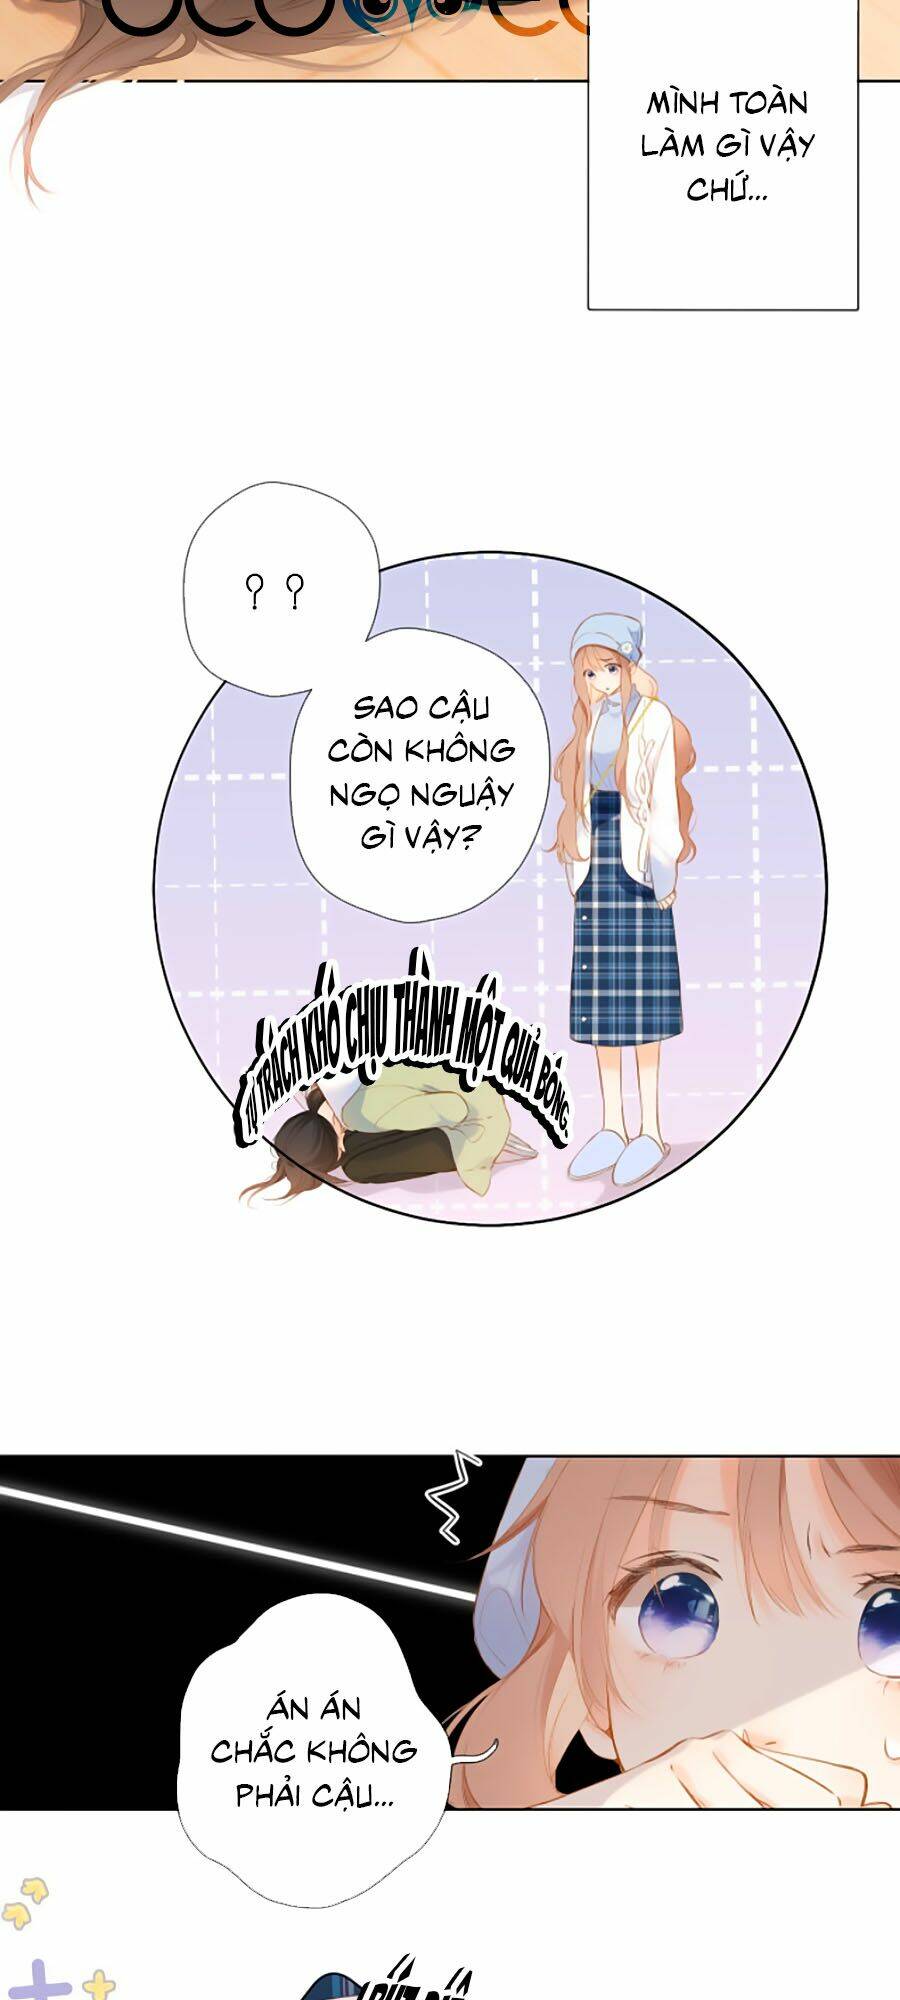 MÌNH TOÀN
LÀM GÌ VẬY
CHỨ...
? ?
SAO CẬU
CÒN KHÔNG
NGỌ NGUẬY
GÌ VẬY?
TỰ TRÁCH KHÓ CHỊU THÀNH MỘT QUẢ BÓNG.
ÁN ÁN
CHẮC KHÔNG
PHẢI CẬU...